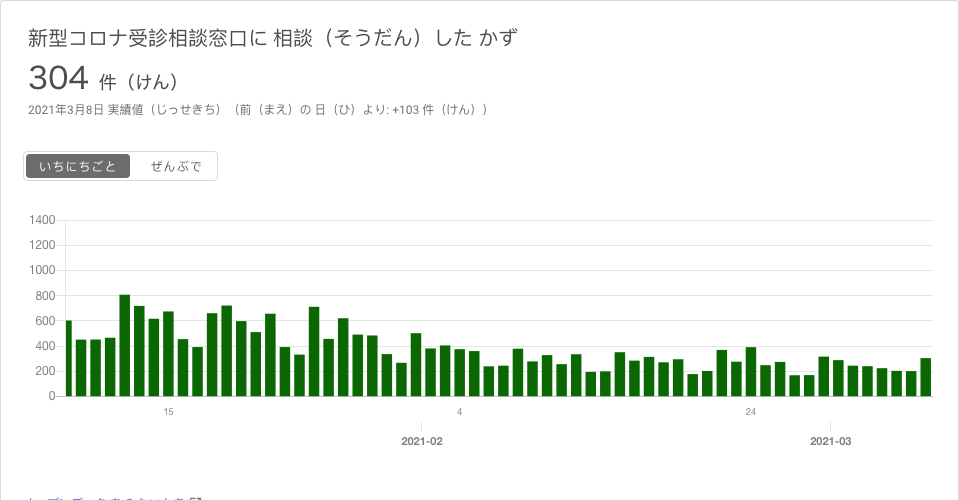 新型コロナ受診相談窓口に 相談（そうだん）した かず
304 件（けん）
2021年3月8日 実績値（じっせきち）（前（まえ）の 日（ひ）より: +103 件（けん））
いちにちごと ぜんぶで
1400
1200
1000
800
600
400
200
0
15 4 24
2021-02 2021-03